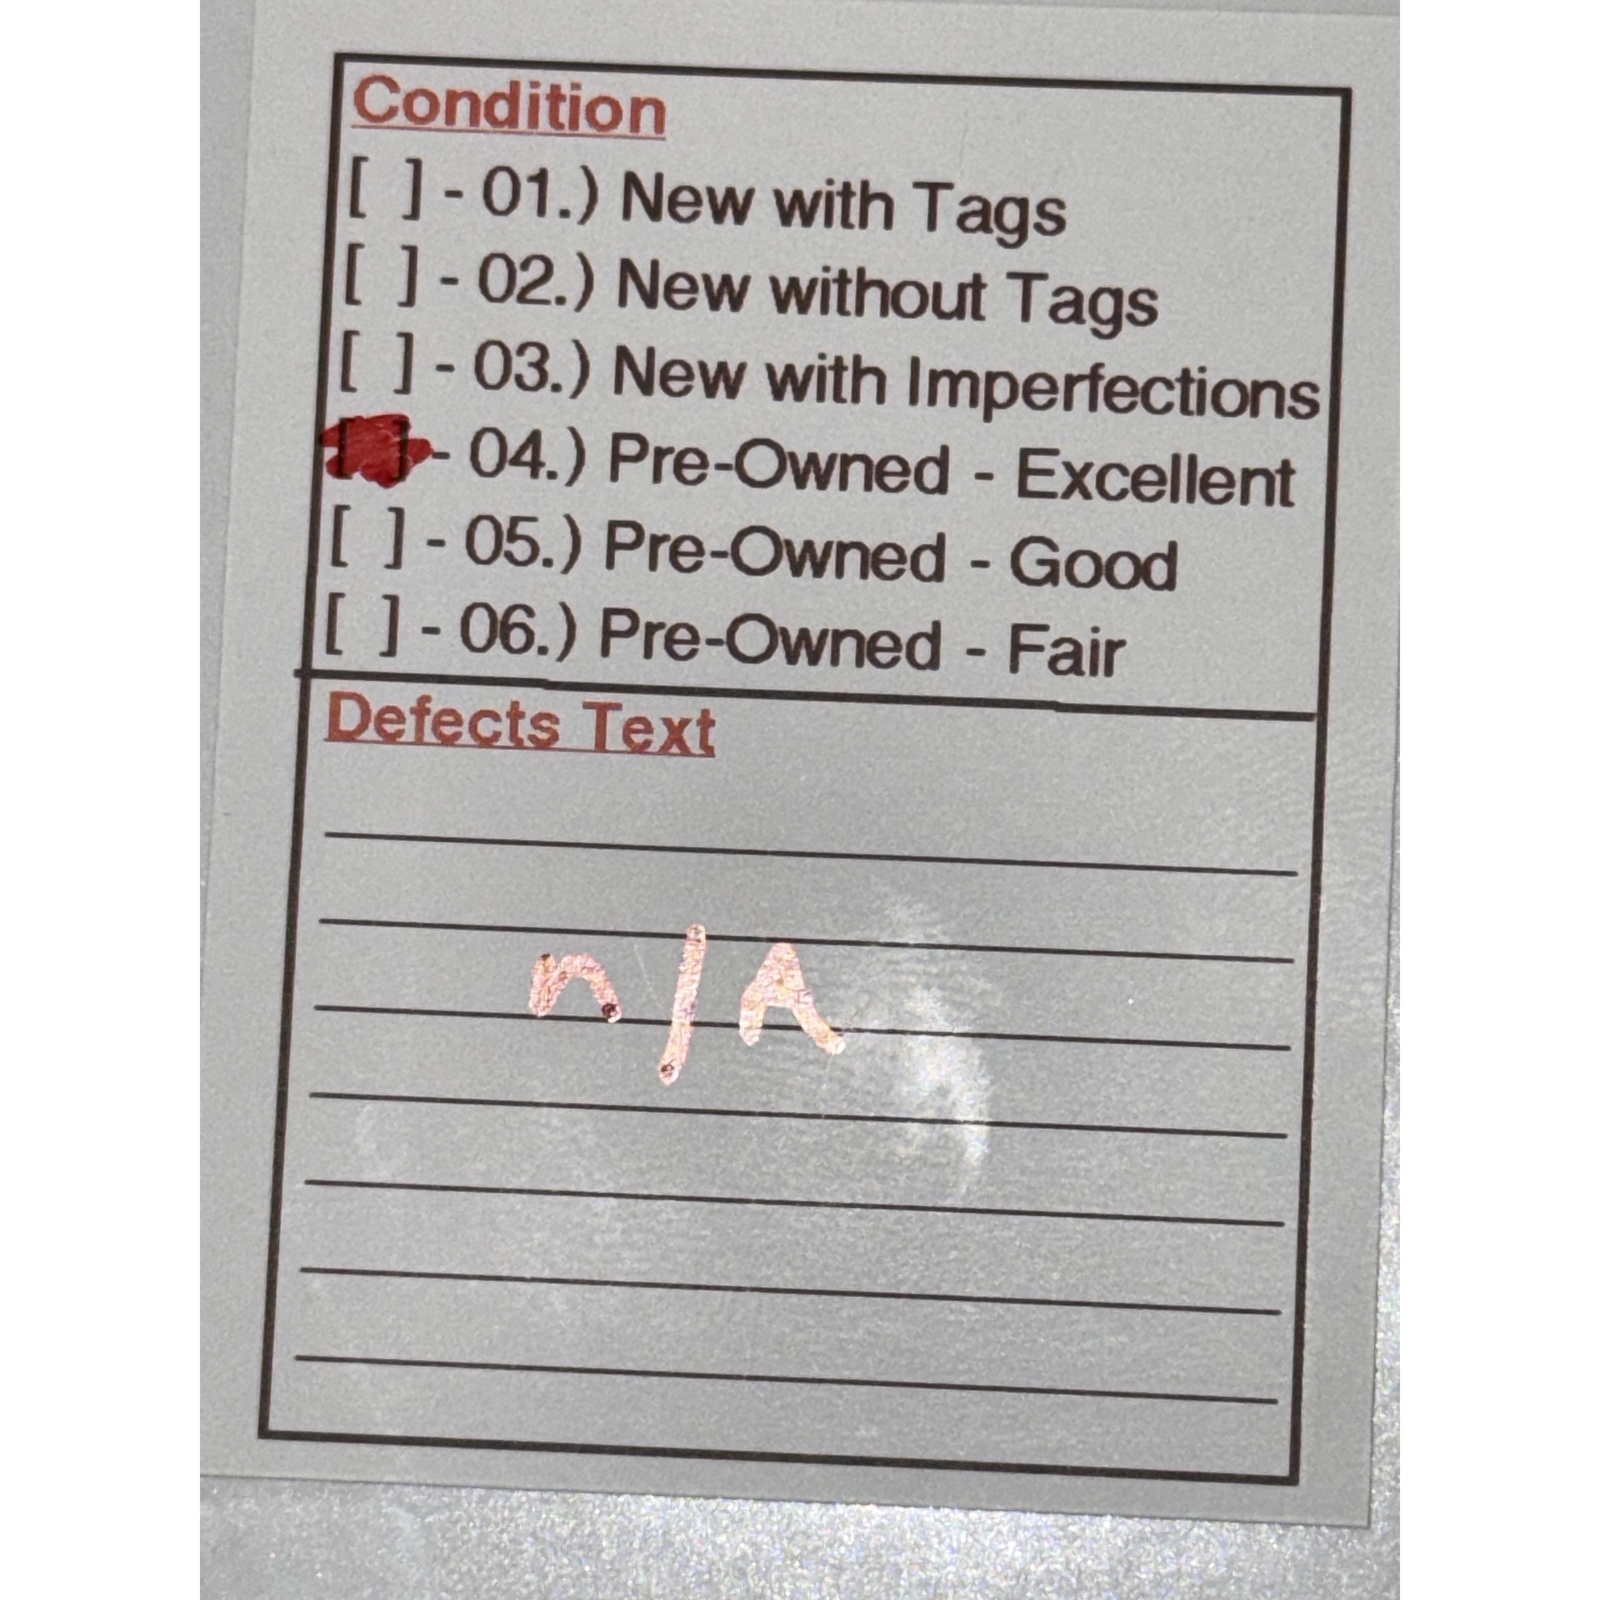 Condition
[ ] - 01.) New with Tags
[ ] - 02.) New without Tags
[ ] - 03.) New with Imperfections
[ ] - 04.) Pre-Owned - Excellent
[ ] - 05.) Pre-Owned - Good
[ ] - 06.) Pre-Owned - Fair
Defects Text
n/A